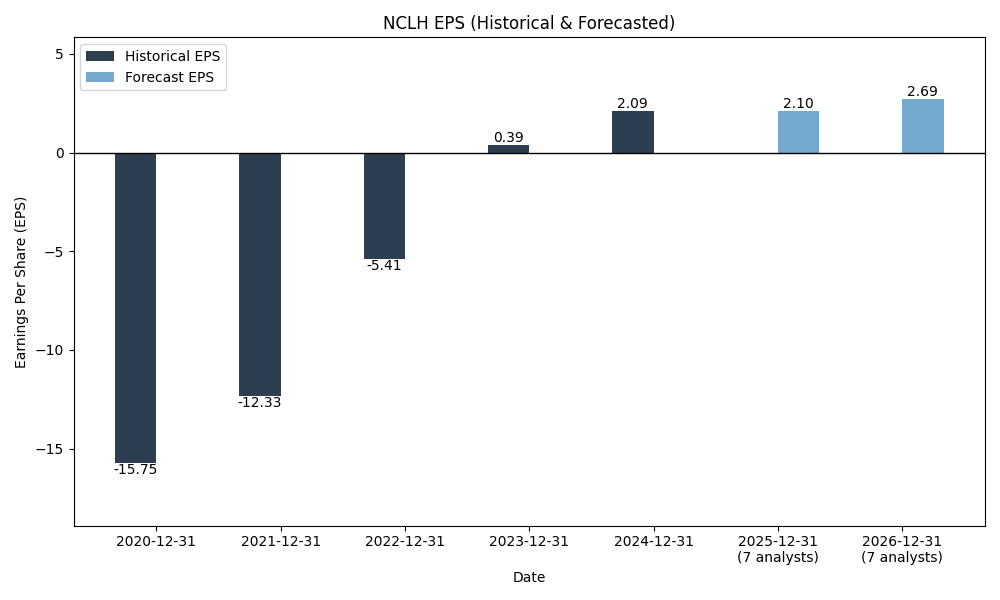 NCLH EPS (Historical & Forecasted)
Historical EPS
Forecast EPS
Earnings Per Share (EPS)
5
0
−5
−10
−15
-15.75
-12.33
-5.41
0.39
2.09
2.10
2.69
2020-12-31
2021-12-31
2022-12-31
2023-12-31
2024-12-31
2025-12-31
(7 analysts)
2026-12-31
(7 analysts)
Date